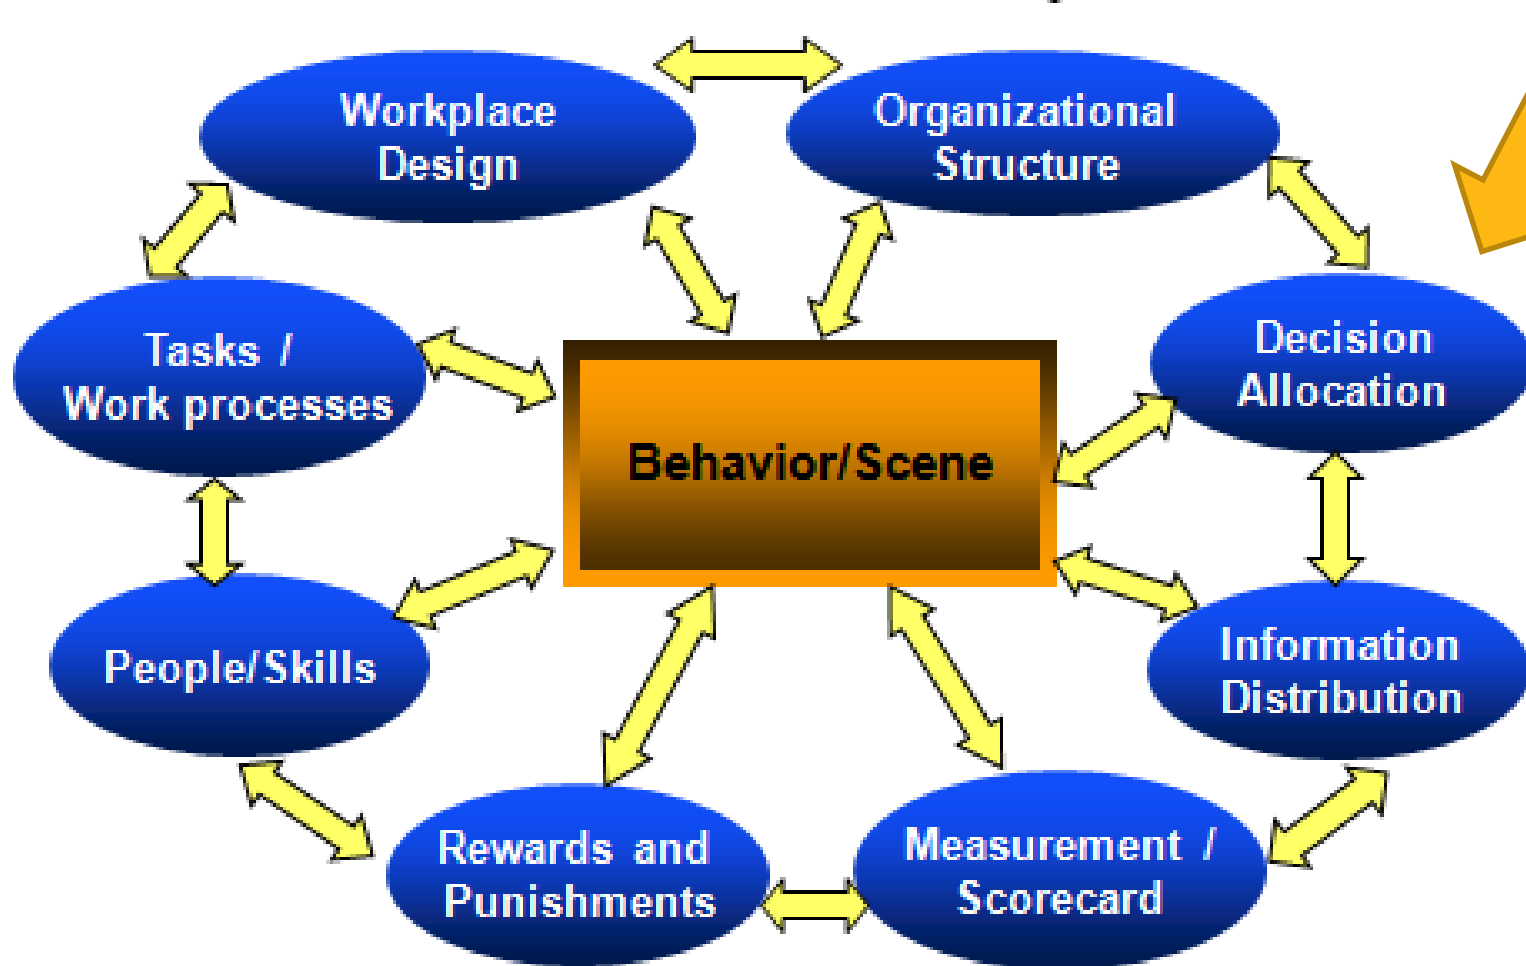 Workplace
Design
Organizational
Structure
Tasks /
Work processes
Decision
Allocation
Behavior/Scene
People/Skills
Information
Distribution
Rewards and
Punishments
Measurement /
Scorecard